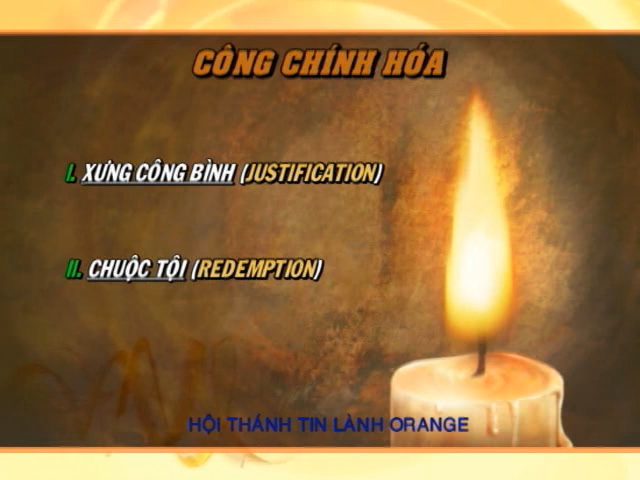 CÔNG CHÍNH HÓA
I. XƯNG CÔNG BÌNH (JUSTIFICATION)
II. CHUỘC TỘI (REDEMPTION)
HỘI THÁNH TIN LÀNH ORANGE